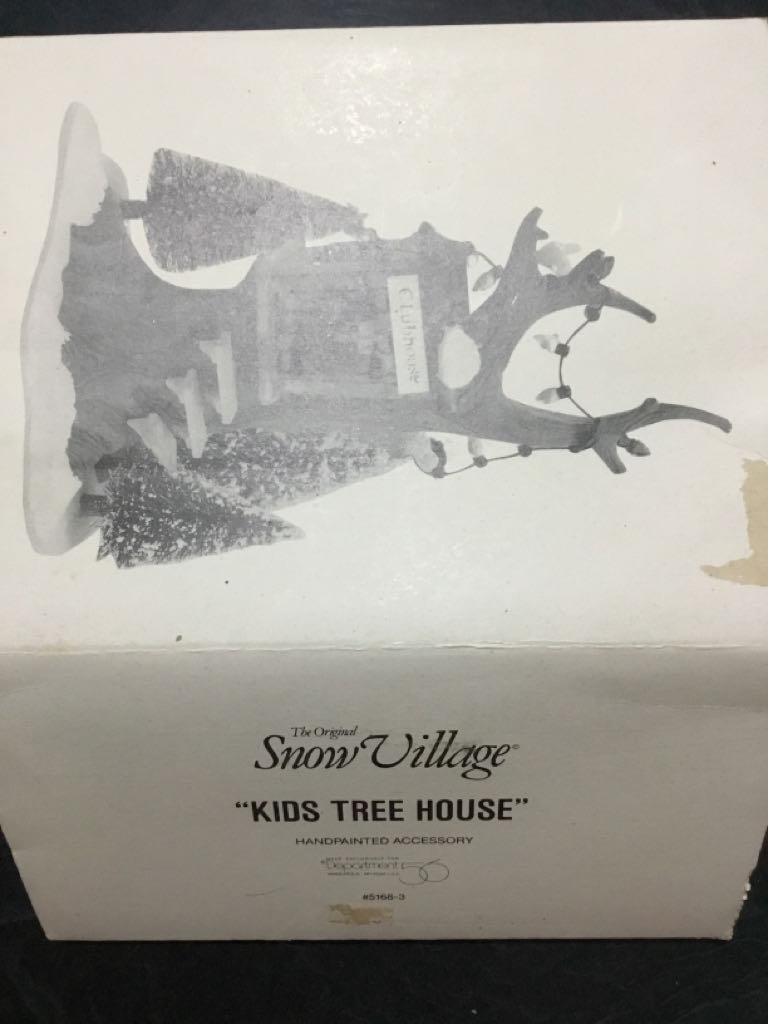 Clubhouse
The Original
Snow Village®
"KIDS TREE HOUSE"
HANDPAINTED ACCESSORY
Department 56
#5168-3